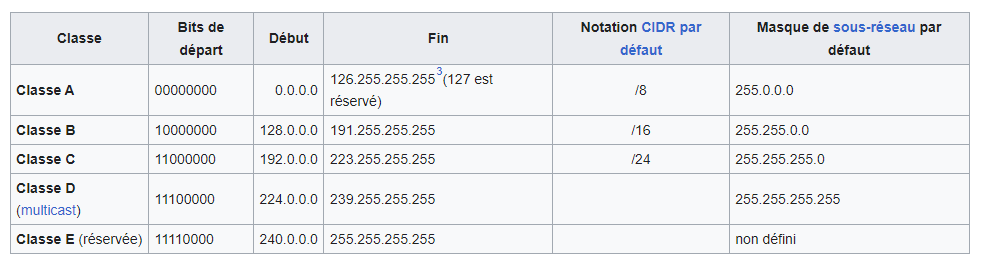 Classe Bits de départ Début Fin Notation CIDR par défaut Masque de sous-réseau par défaut
Classe A 00000000 0.0.0.0 126.255.255.255³(127 est réservé) /8 255.0.0.0
Classe B 10000000 128.0.0.0 191.255.255.255 /16 255.255.0.0
Classe C 11000000 192.0.0.0 223.255.255.255 /24 255.255.255.0
Classe D (multicast) 11100000 224.0.0.0 239.255.255.255 255.255.255.255
Classe E (réservée) 11110000 240.0.0.0 255.255.255.255 non défini